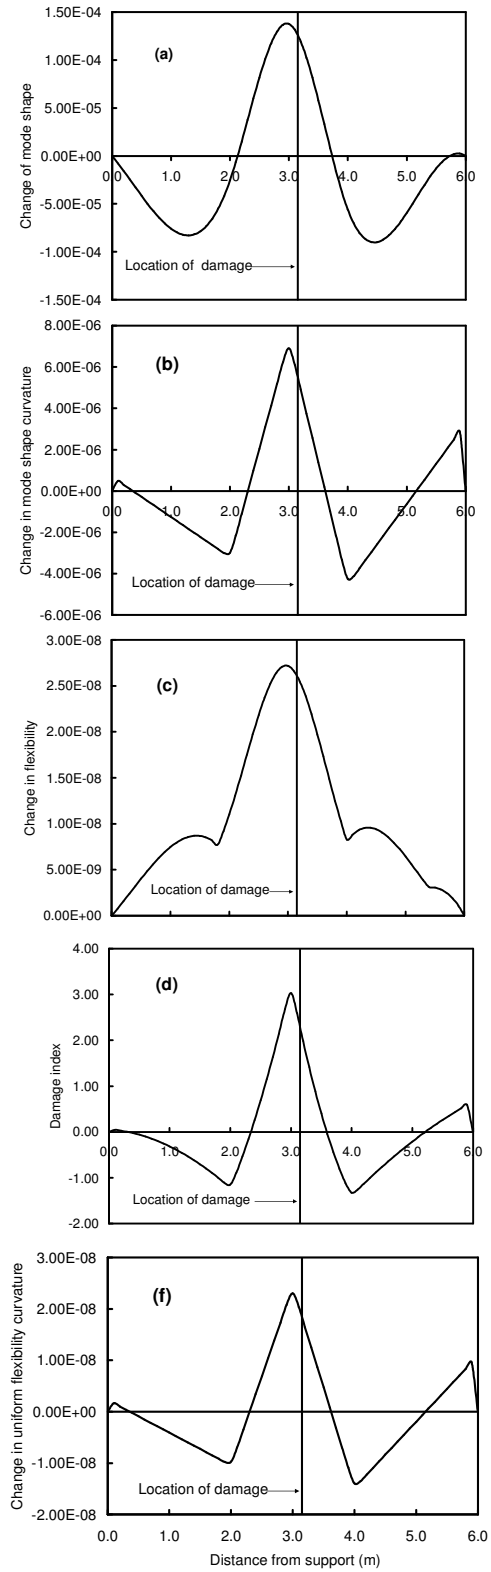 1.50E-04
(a)
1.00E-04
5.00E-05
Change of mode shape
0.00E+00
0.0 1.0 2.0 3.0 4.0 5.0 6.0
-5.00E-05
-1.00E-04
Location of damage
-1.50E-04
8.00E-06
(b)
6.00E-06
4.00E-06
2.00E-06
Change in mode shape curvature
0.00E+00
0.0 1.0 2.0 3.0 4.0 5.0 6.0
-2.00E-06
-4.00E-06
Location of damage
-6.00E-06
3.00E-08
(c)
2.50E-08
2.00E-08
Change in flexibility
1.50E-08
1.00E-08
5.00E-09
Location of damage
0.00E+00
4.00
(d)
3.00
2.00
Damage index
1.00
0.00
0.0 1.0 2.0 3.0 4.0 5.0 6.0
-1.00
Location of damage
-2.00
3.00E-08
(f)
2.00E-08
1.00E-08
Change in uniform flexibility curvature
0.00E+00
-1.00E-08
Location of damage
-2.00E-08
0.0 1.0 2.0 3.0 4.0 5.0 6.0
Distance from support (m)